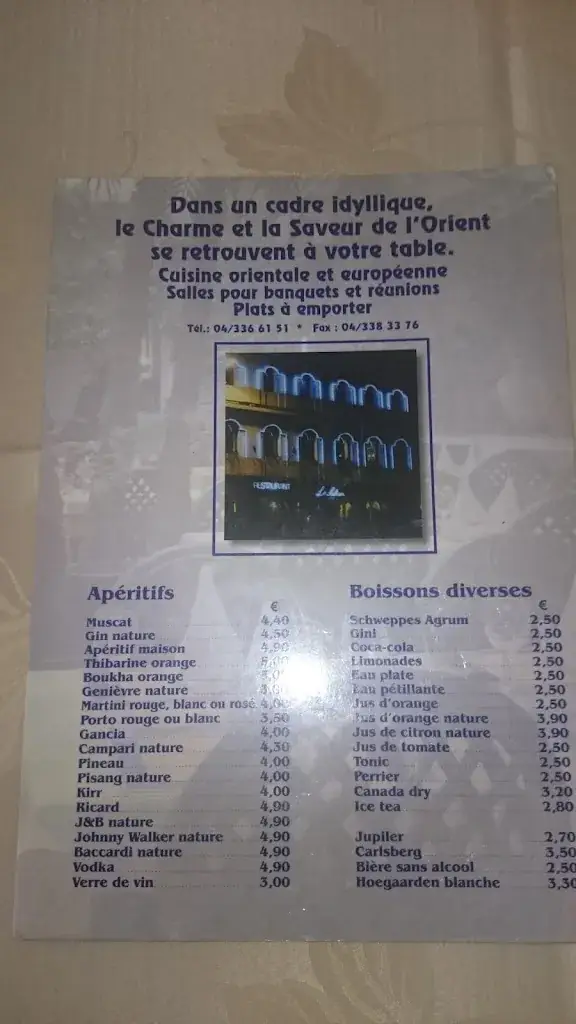 Dans un cadre idyllique,
le Charme et la Saveur de l'Orient
se retrouvent à votre table.
Cuisine orientale et européenne
Salles pour banquets et réunions
Plats à emporter
Tél.: 04/336 61 51 * Fax : 04/338 33 76
RESTAURANT
Apéritifs
€
Muscat 4,40
Gin nature 4,50
Apéritif maison 4,90
Thibarine orange
Boukha orange
Genièvre nature
Martini rouge, blanc ou rosé
Porto rouge ou blanc 3,50
Gancia 4,00
Campari nature 4,30
Pineau 4,00
Pisang nature 4,00
Kirr 4,00
Ricard 4,90
J&B nature 4,90
Johnny Walker nature 4,90
Baccardi nature 4,90
Vodka 4,90
Verre de vin 3,00
Boissons diverses
€
Schweppes Agrum 2,50
Gini 2,50
Coca-cola 2,50
Limonades 2,50
Eau plate 2,50
Eau pétillante 2,50
Jus d'orange 2,50
Jus d'orange nature 3,90
Jus de citron nature 3,90
Jus de tomate 2,50
Tonic 2,50
Perrier 2,50
Canada dry 3,20
Ice tea 2,80
Jupiler 2,70
Carlsberg 3,50
Bière sans alcool 2,50
Hoegaarden blanche 3,30